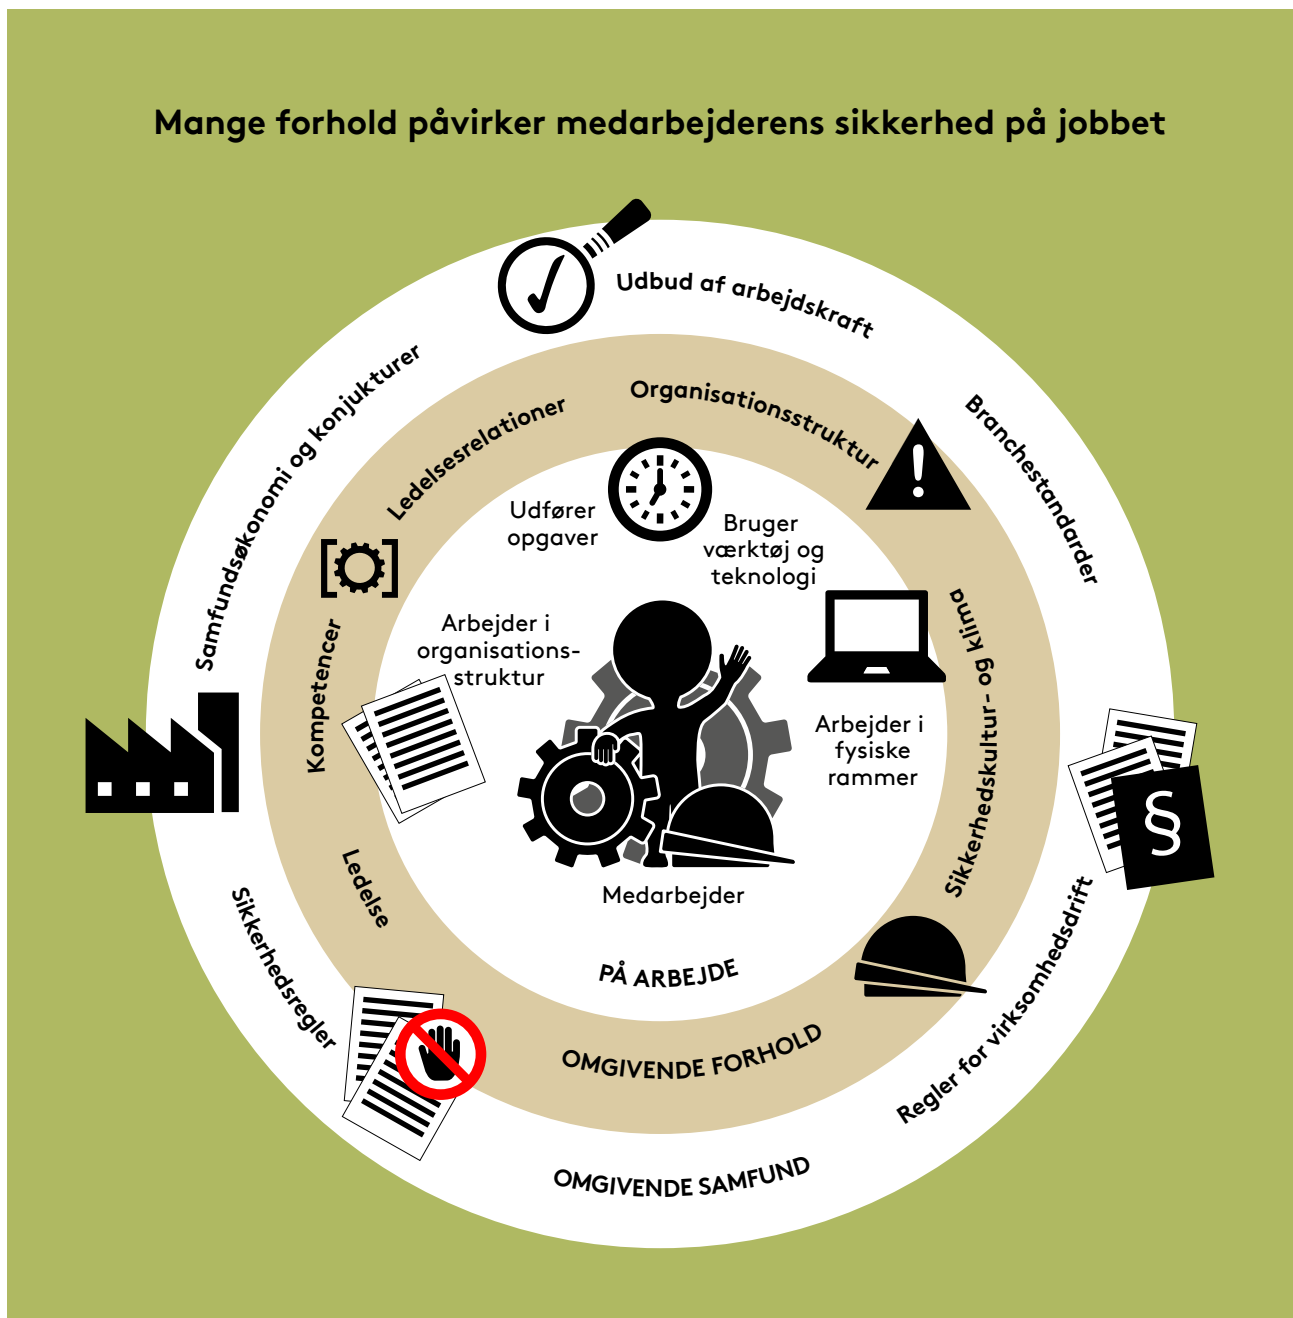 Mange forhold påvirker medarbejderens sikkerhed på jobbet
Udbud af arbejdskraft
Branchestandarder
Regler for virksomhedsdrift
OMGIVENDE SAMFUND
Sikkerhedsregler
Samfundsøkonomi og konjukturer
Organisationsstruktur
Sikkerhedskultur- og klima
OMGIVENDE FORHOLD
Ledelse
Kompetencer
Ledelsesrelationer
Udfører
opgaver
Bruger
værktøj og
teknologi
Arbejder i
organisations-
struktur
Arbejder i
fysiske
rammer
Medarbejder
PÅ ARBEJDE
§